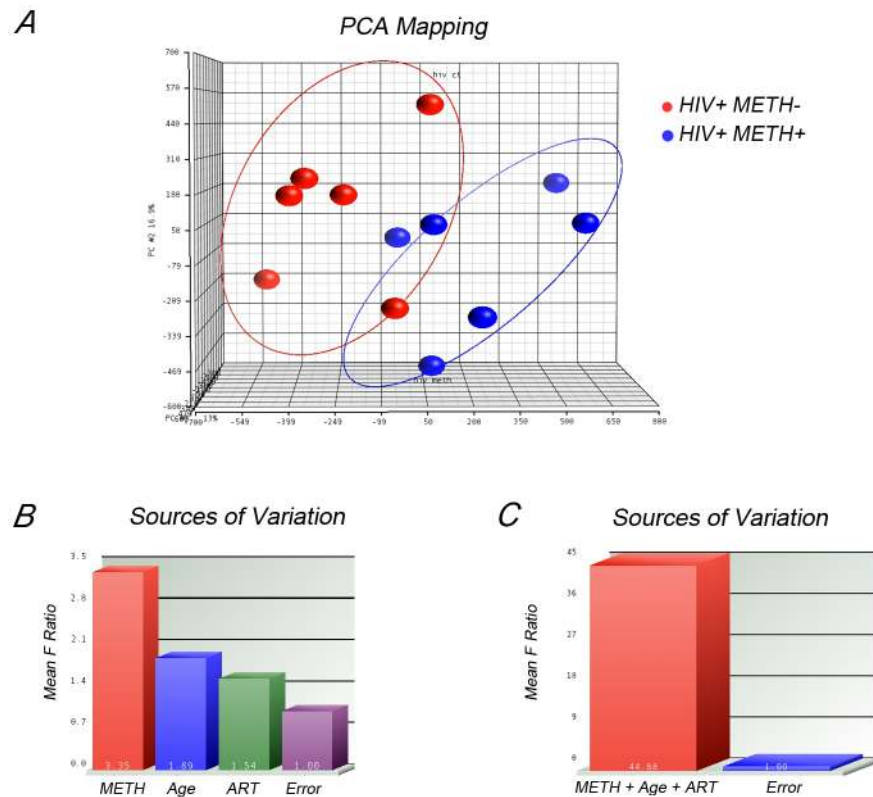 A
PCA Mapping
HIV+ METH-
HIV+ METH+
hiv ct
hiv meth
PC #2 16.9%
700
570
440
310
180
50
-79
-209
-339
-469
-600
-700
-549
-399
-249
-99
50
200
350
500
650
800
B
Sources of Variation
Mean F Ratio
3.5
2.8
2.1
1.4
0.7
0.0
3.35
1.89
1.54
1.00
METH
Age
ART
Error
C
Sources of Variation
Mean F Ratio
45
36
27
18
9
0
1.00
METH + Age + ART
Error